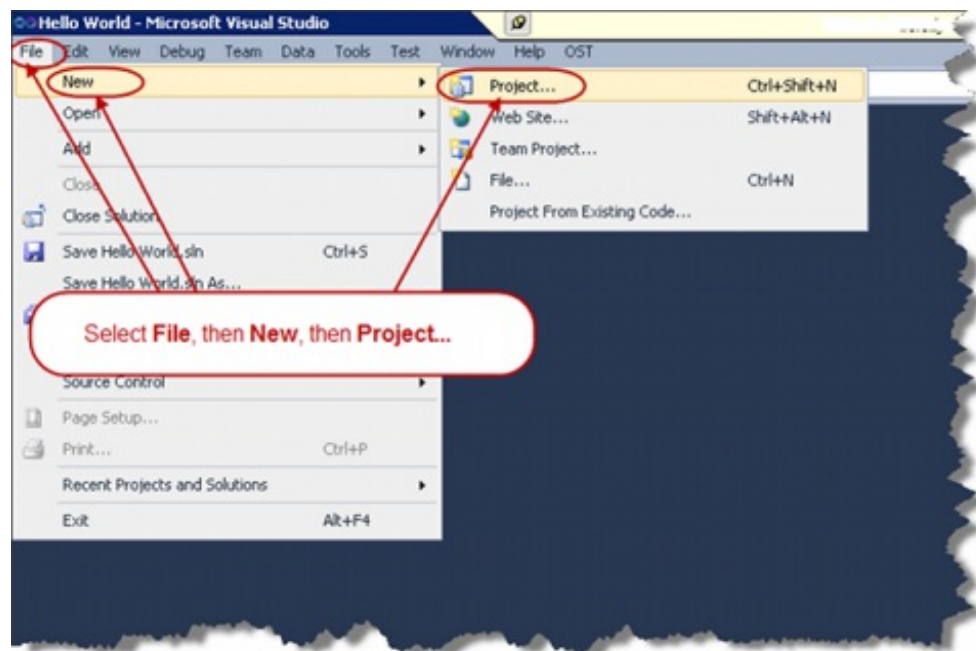 Hello World - Microsoft Visual Studio
File Edit View Debug Team Data Tools Test Window Help OST
New
Project... Ctrl+Shift+N
Open
Web Site... Shift+Alt+N
Add
Team Project...
Close
File... Ctrl+N
Close Solution
Project From Existing Code...
Save Hello World.sln Ctrl+S
Save Hello World.sln As...
Select File, then New, then Project...
Source Control
Page Setup...
Print... Ctrl+P
Recent Projects and Solutions
Exit Alt+F4